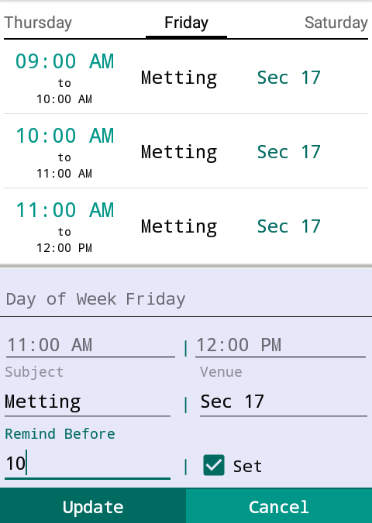 Thursday Friday Saturday
09:00 AM
to
10:00 AM
Metting Sec 17
10:00 AM
to
11:00 AM
Metting Sec 17
11:00 AM
to
12:00 PM
Metting Sec 17
Day of Week Friday
11:00 AM | 12:00 PM
Subject Venue
Metting | Sec 17
Remind Before
10 | Set
Update Cancel